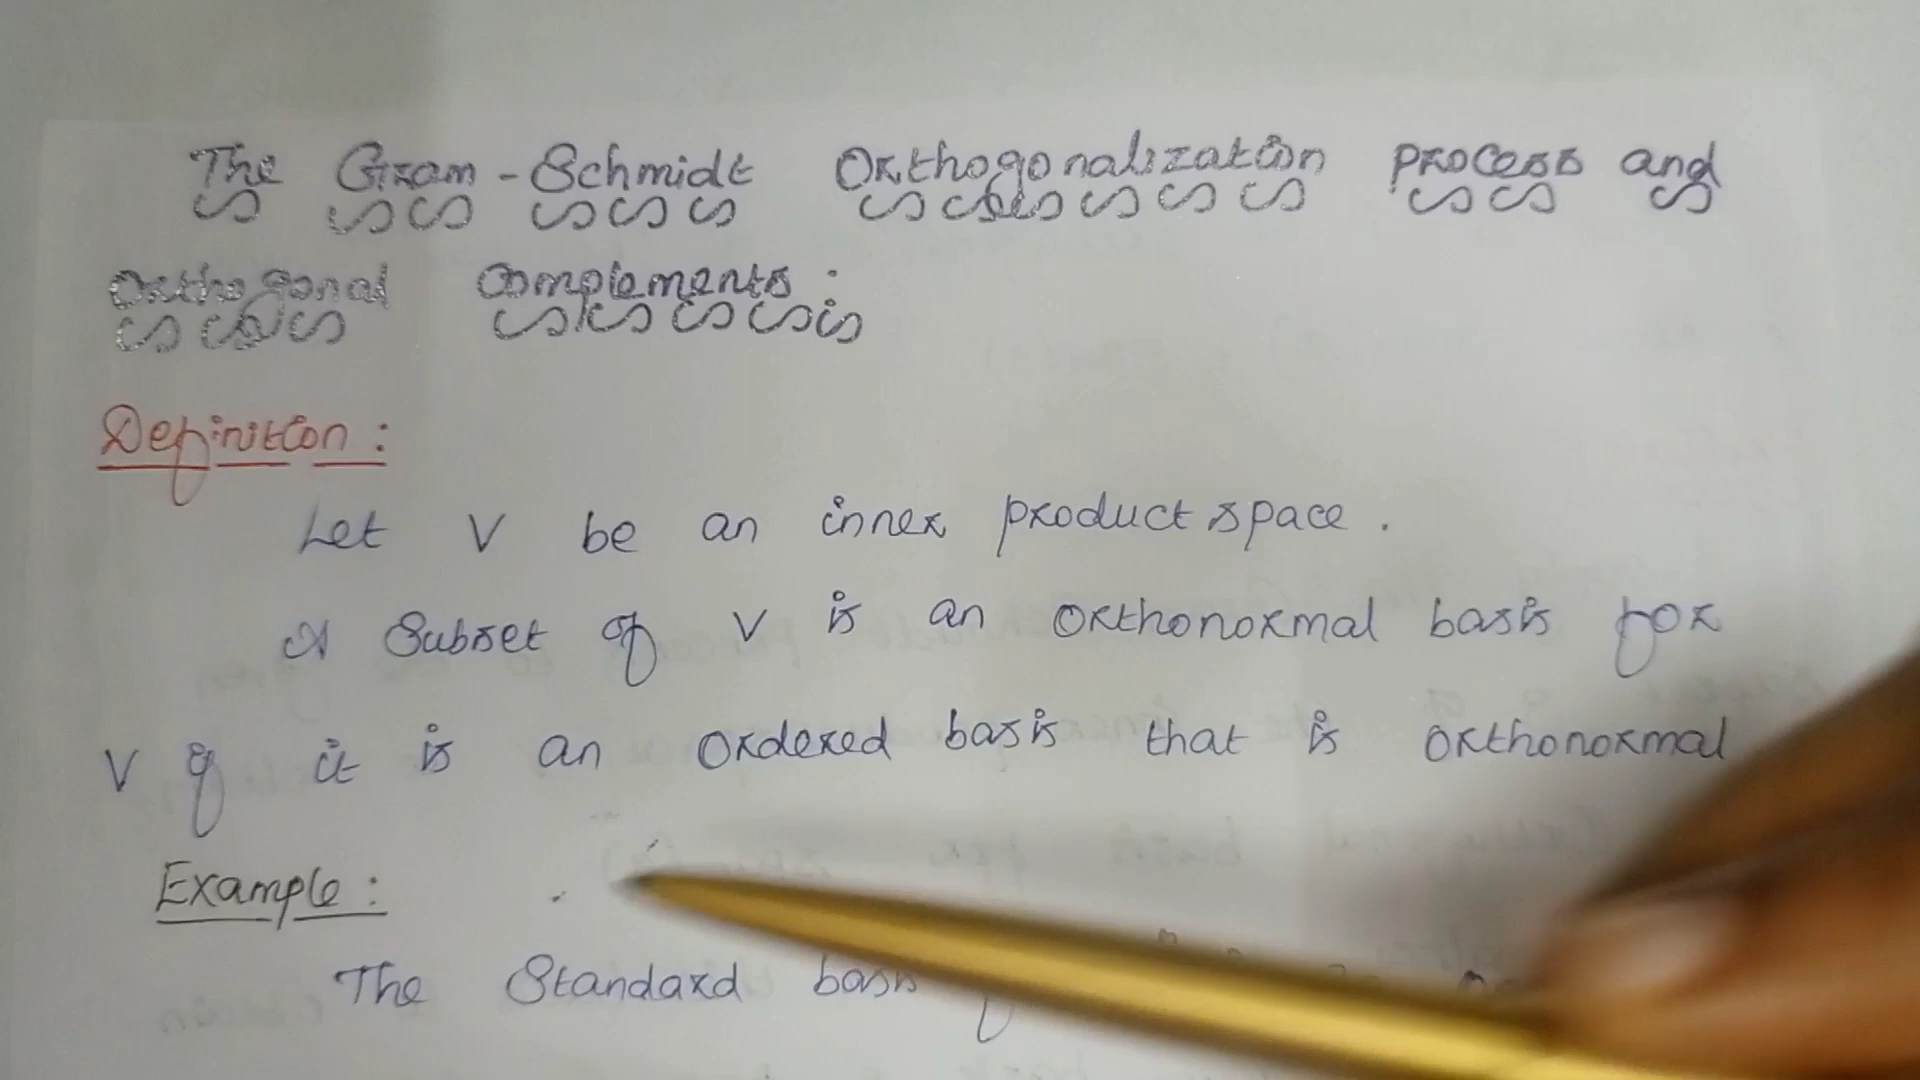 The Gram-Schmidt Orthogonalization process and
Orthogonal Complements:
Definition:
Let V be an inner product space.
A Subset of V is an orthonormal basis for
V if it is an ordered basis that is orthonormal
Example:
The Standard basis